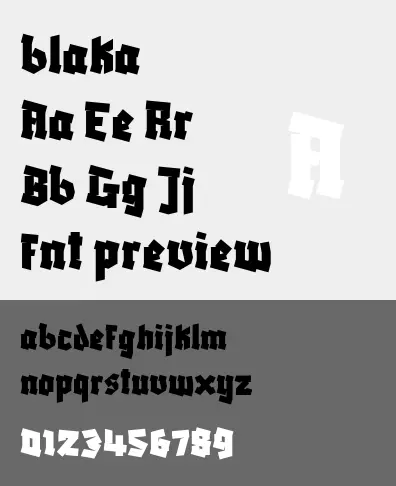 blaka
Aa Ee Rr
A
Bb Gg Jj
Fnt preview
abcdefghijklm
nopqrstuvwxyz
0123456789